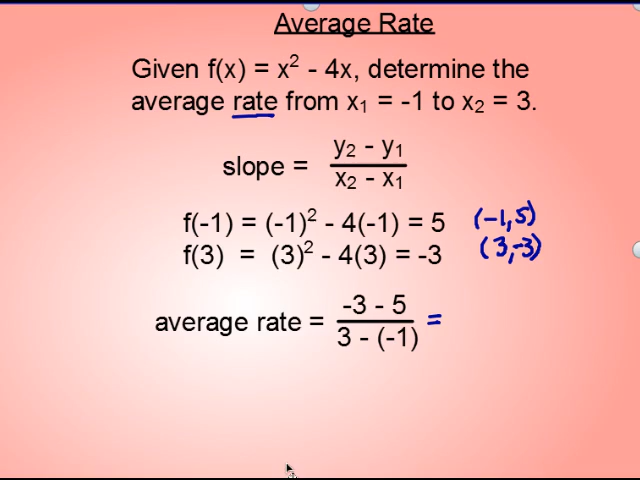 Average Rate
Given f(x) = x² - 4x, determine the
average rate from x₁ = -1 to x₂ = 3.
slope = y₂ - y₁ / x₂ - x₁
f(-1) = (-1)² - 4(-1) = 5 (-1,5)
f(3) = (3)² - 4(3) = -3 (3,-3)
average rate = -3 - 5 / 3 - (-1) =